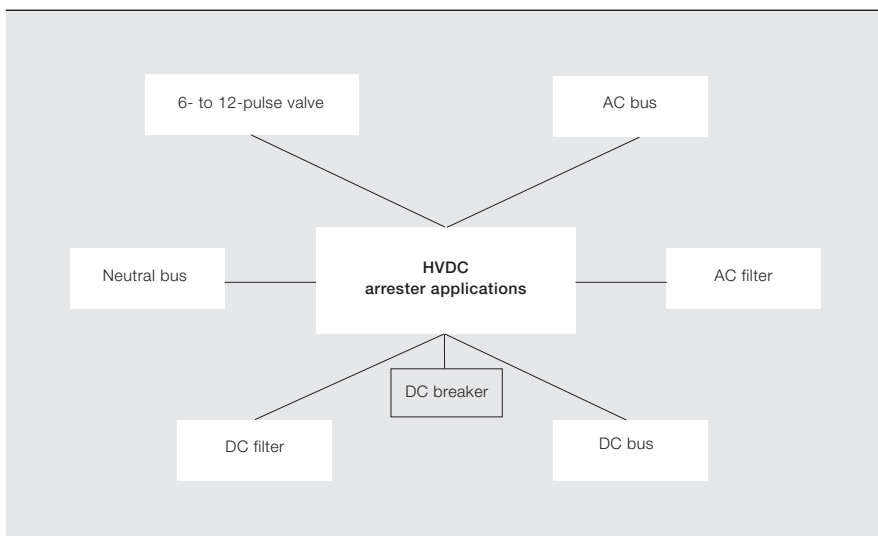 6- to 12-pulse valve
AC bus
Neutral bus
HVDC
arrester applications
AC filter
DC breaker
DC filter
DC bus